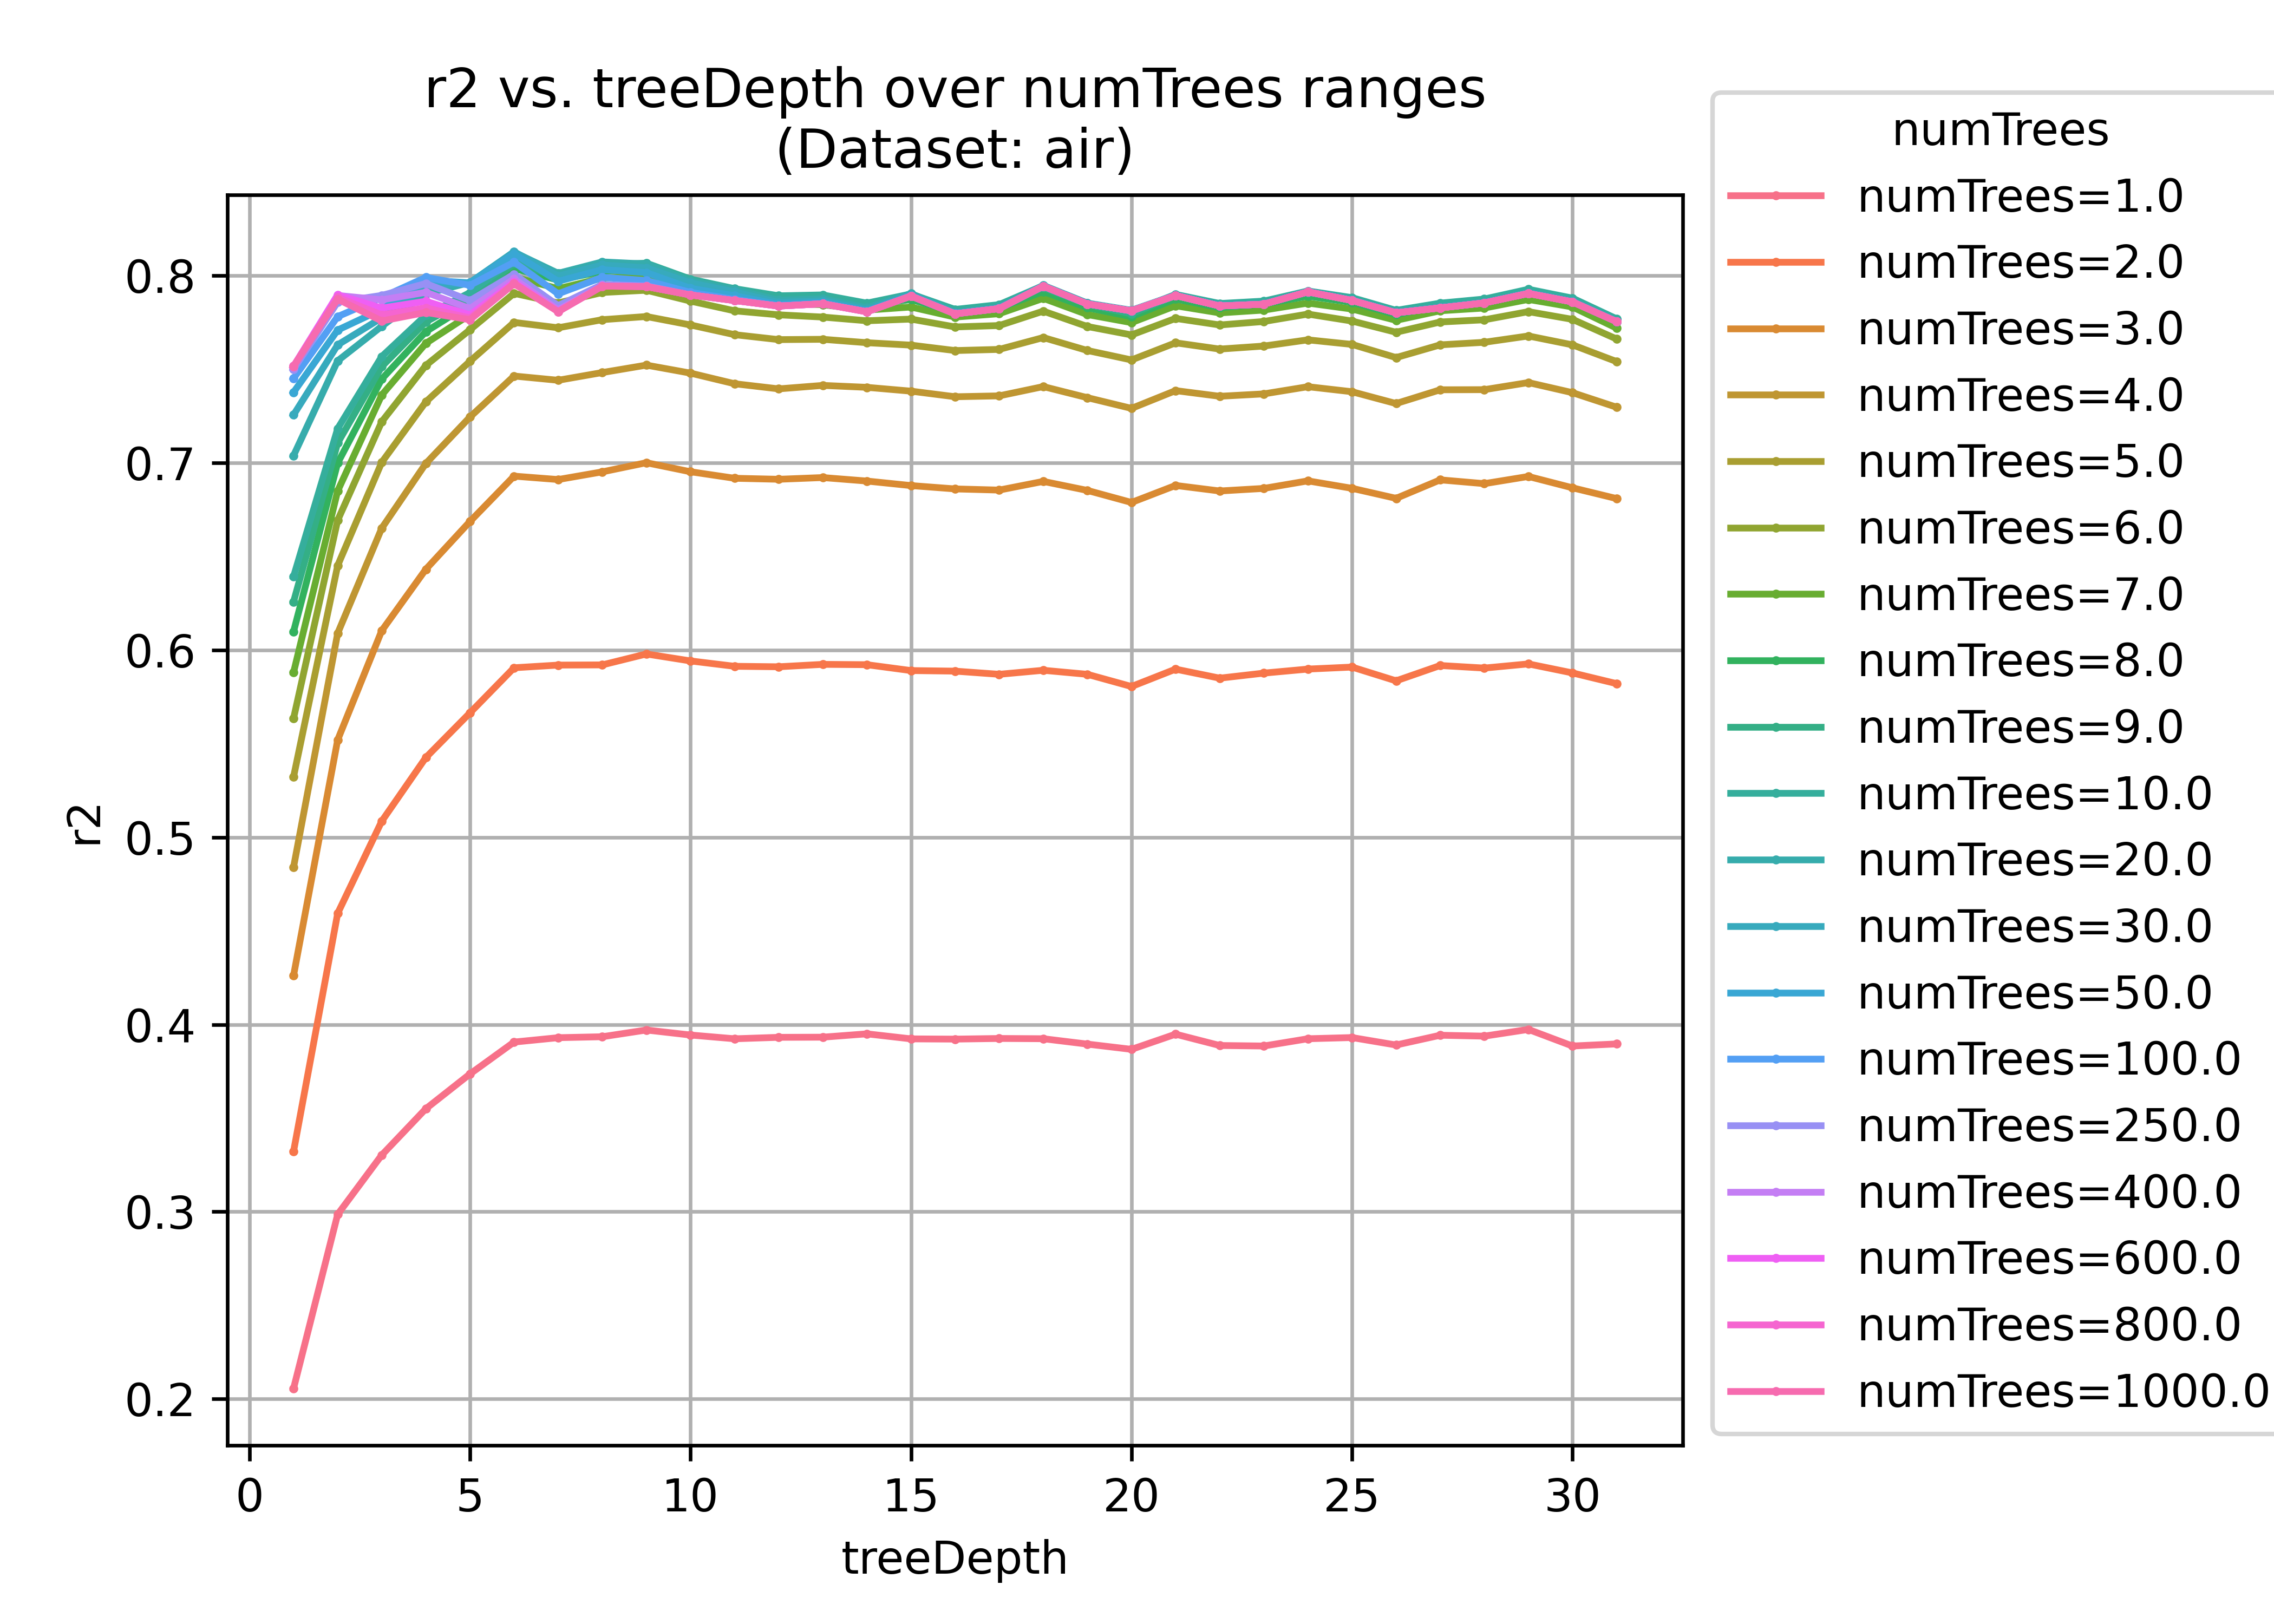 r2 vs. treeDepth over numTrees ranges
(Dataset: air)
numTrees
numTrees=1.0
numTrees=2.0
numTrees=3.0
numTrees=4.0
numTrees=5.0
numTrees=6.0
numTrees=7.0
numTrees=8.0
numTrees=9.0
numTrees=10.0
numTrees=20.0
numTrees=30.0
numTrees=50.0
numTrees=100.0
numTrees=250.0
numTrees=400.0
numTrees=600.0
numTrees=800.0
numTrees=1000.0
r2
0.8
0.7
0.6
0.5
0.4
0.3
0.2
0 5 10 15 20 25 30
treeDepth